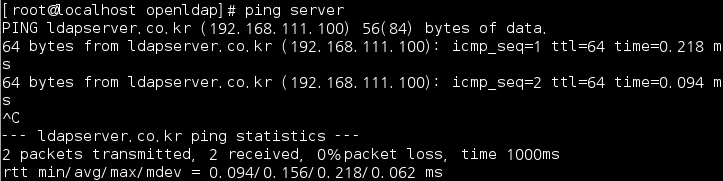 [root@localhost openldap]# ping server
PING ldapserver.co.kr (192.168.111.100) 56(84) bytes of data.
64 bytes from ldapserver.co.kr (192.168.111.100): icmp_seq=1 ttl=64 time=0.218 m
s
64 bytes from ldapserver.co.kr (192.168.111.100): icmp_seq=2 ttl=64 time=0.094 m
s
^C
--- ldapserver.co.kr ping statistics ---
2 packets transmitted, 2 received, 0% packet loss, time 1000ms
rtt min/avg/max/mdev = 0.094/0.156/0.218/0.062 ms